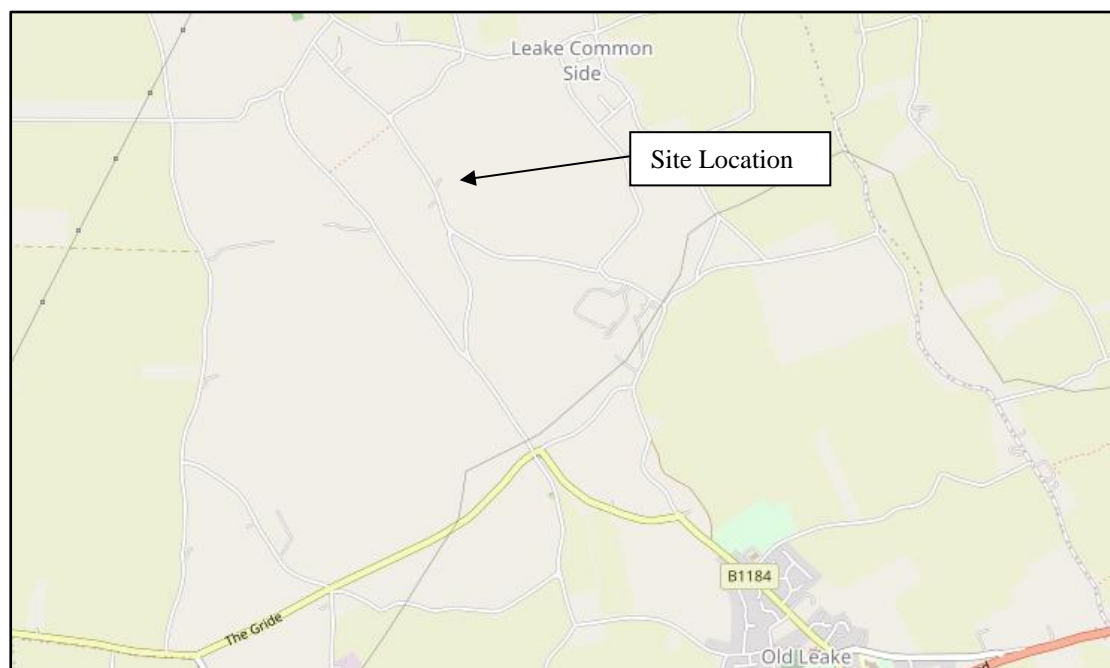 Leake Common
Side
Site Location
B1184
The Gride
Old Leake